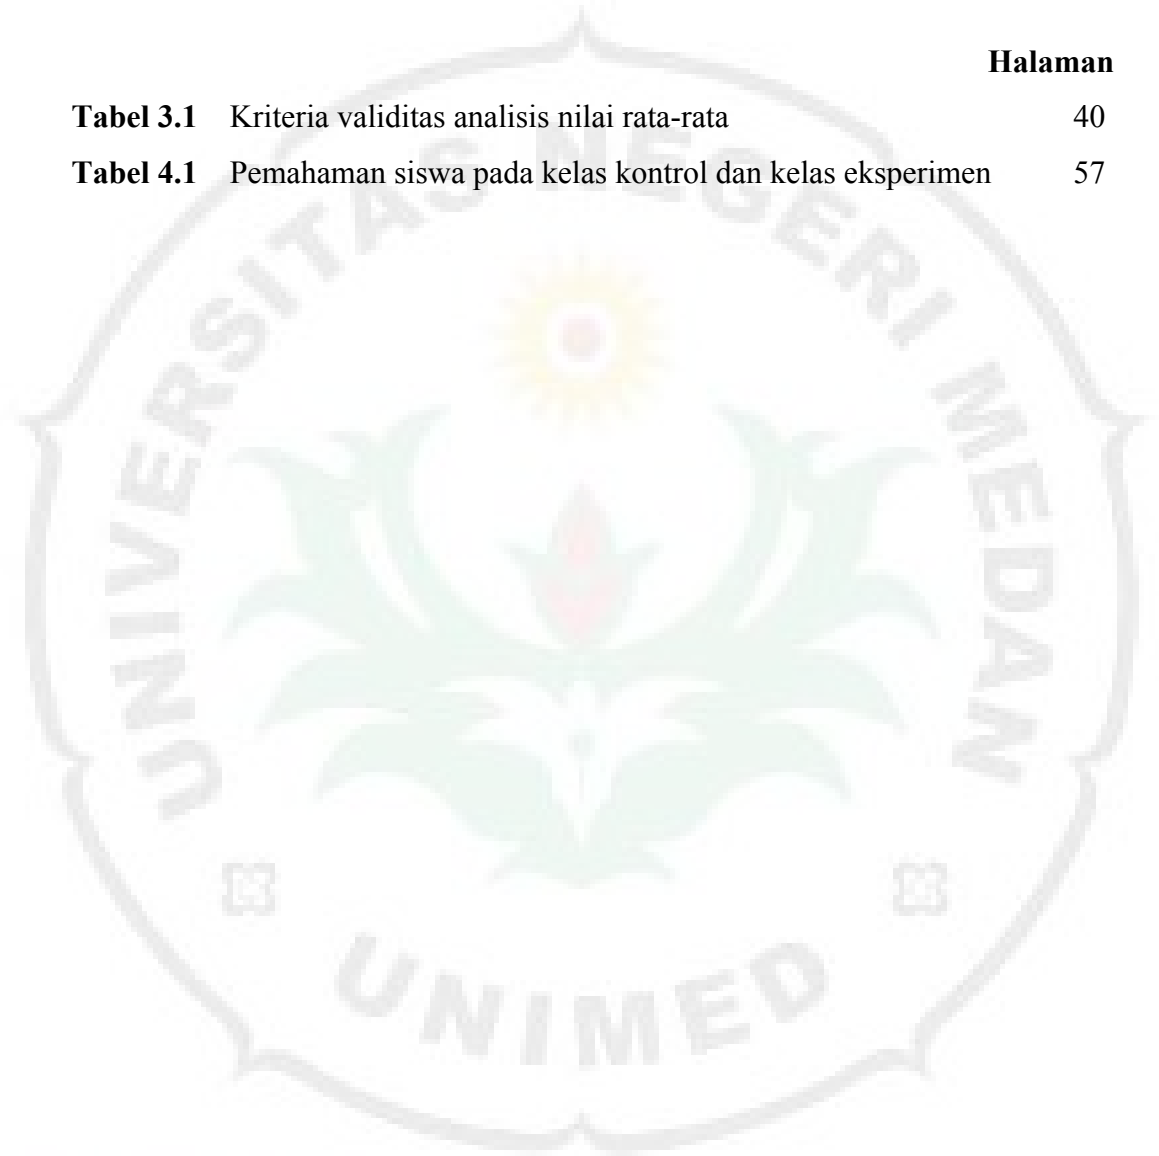 Halaman
Tabel 3.1 Kriteria validitas analisis nilai rata-rata 40
Tabel 4.1 Pemahaman siswa pada kelas kontrol dan kelas eksperimen 57
UNIVERSITAS NEGERI MEDAN
UNIMED